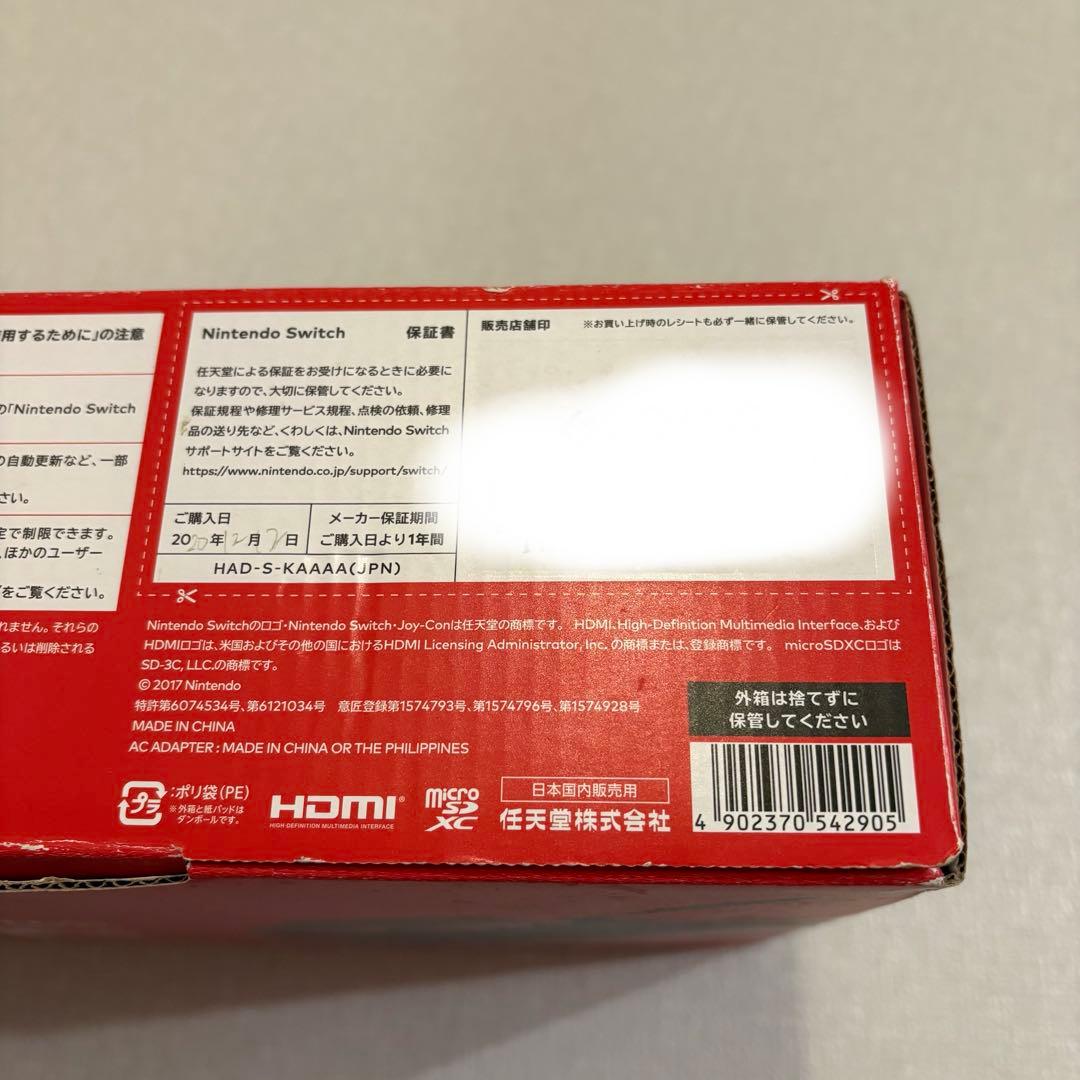 用するために」の注意
の「Nintendo Switch
の自動更新など、一部
さい。
定で制限できます。
、ほかのユーザー
をご覧ください。
れません。それらの
るいは削除される
Nintendo Switch 保証書
任天堂による保証をお受けになるときに必要に
なりますので、大切に保管してください。
保証規程や修理サービス規程、点検の依頼、修理
品の送り先など、くわしくは、Nintendo Switch
サポートサイトをご覧ください。
https://www.nintendo.co.jp/support/switch/
ご購入日
2020年12月12日
メーカー保証期間
ご購入日より1年間
HAD-S-KAAAA(JPN)
販売店舗印 ※お買い上げ時のレシートも必ず一緒に保管してください。
Nintendo Switchのロゴ・Nintendo Switch・Joy-Conは任天堂の商標です。 HDMI、High-Definition Multimedia Interface、および
HDMIロゴは、米国およびその他の国におけるHDMI Licensing Administrator, Inc. の商標または、登録商標です。 microSDXCロゴは
SD-3C, LLC.の商標です。
© 2017 Nintendo
特許第6074534号、第6121034号 意匠登録第1574793号、第1574796号、第1574928号
MADE IN CHINA
AC ADAPTER : MADE IN CHINA OR THE PHILIPPINES
プラ
:ポリ袋(PE)
※外箱と紙パッドは
ダンボールです。
HDMI®
HIGH-DEFINITION MULTIMEDIA INTERFACE
micro
SD
XC
日本国内販売用
任天堂株式会社
外箱は捨てずに
保管してください
4 902370 542905